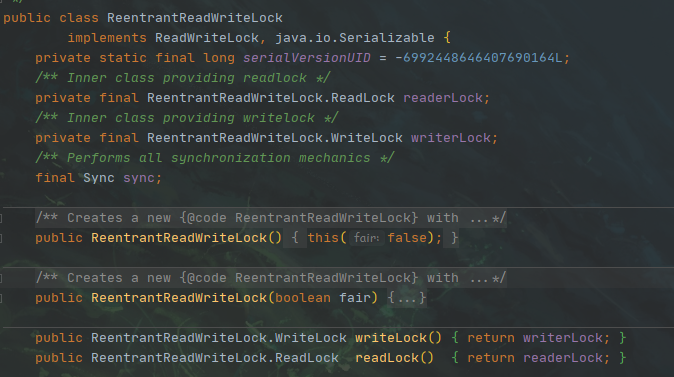 public class ReentrantReadWriteLock
implements ReadWriteLock, java.io.Serializable {
private static final long serialVersionUID = -6992448646407690164L;
/** Inner class providing readlock */
private final ReentrantReadWriteLock.ReadLock readerLock;
/** Inner class providing writelock */
private final ReentrantReadWriteLock.WriteLock writerLock;
/** Performs all synchronization mechanics */
final Sync sync;
/** Creates a new {@code ReentrantReadWriteLock} with ...*/
public ReentrantReadWriteLock() { this( fair: false); }
/** Creates a new {@code ReentrantReadWriteLock} with ...*/
public ReentrantReadWriteLock(boolean fair) {...}
public ReentrantReadWriteLock.WriteLock writeLock() { return writerLock; }
public ReentrantReadWriteLock.ReadLock readLock() { return readerLock; }